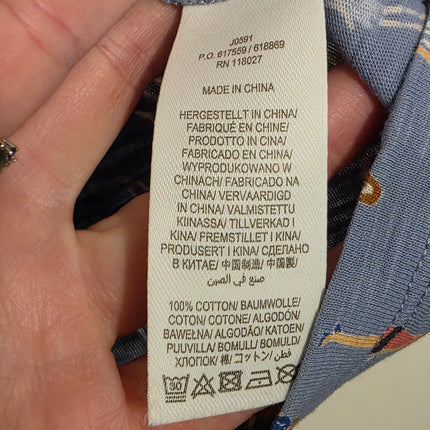 J0591
P.O. 617559 / 618869
RN 118027
MADE IN CHINA
HERGESTELLT IN CHINA/
FABRIQUÉ EN CHINE/
PRODOTTO IN CINA/
FABRICADO EN CHINA/
WYPRODUKOWANO W
CHINACH/ FABRICADO NA
CHINA/ VERVAARDIGD
IN CHINA/ VALMISTETTU
KIINASSA/ TILLVERKAD I
KINA/ FREMSTILLET I KINA/
PRODUSERT I KINA/ СДЕЛАНО
В КИТАЕ/ 中国制造/ 中国製/
صنع في الصين
100% COTTON/ BAUMWOLLE/
COTON/ COTONE/ ALGODÓN/
BAWEŁNA/ ALGODÃO/ KATOEN/
PUUVILLA/ BOMULL/ BOMULD/
ХЛОПОК/ 棉/ コットン/ قطن
30